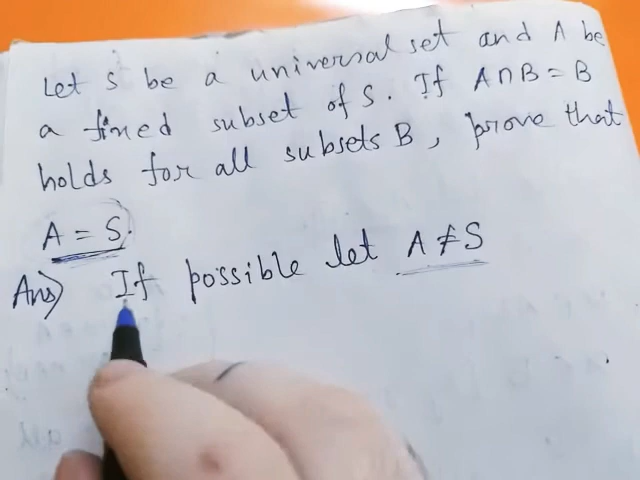 Let S be a universal set and A be
a fixed subset of S. If A∩B = B
holds for all subsets B, prove that
A = S.
Ans) If possible let A ≠ S